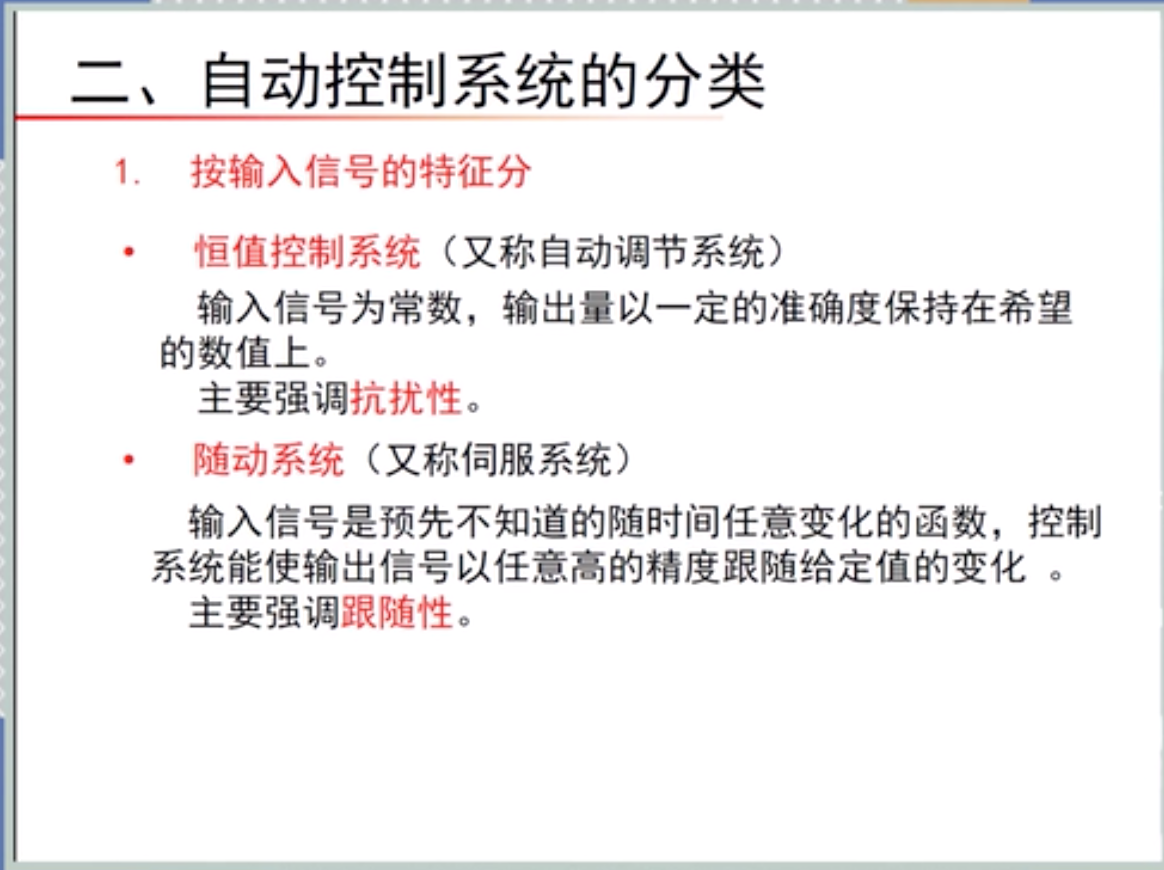 二、自动控制系统的分类
1. 按输入信号的特征分
• 恒值控制系统（又称自动调节系统）
输入信号为常数，输出量以一定的准确度保持在希望
的数值上。
主要强调抗扰性。
• 随动系统（又称伺服系统）
输入信号是预先不知道的随时间任意变化的函数，控制
系统能使输出信号以任意高的精度跟随给定值的变化 。
主要强调跟随性。